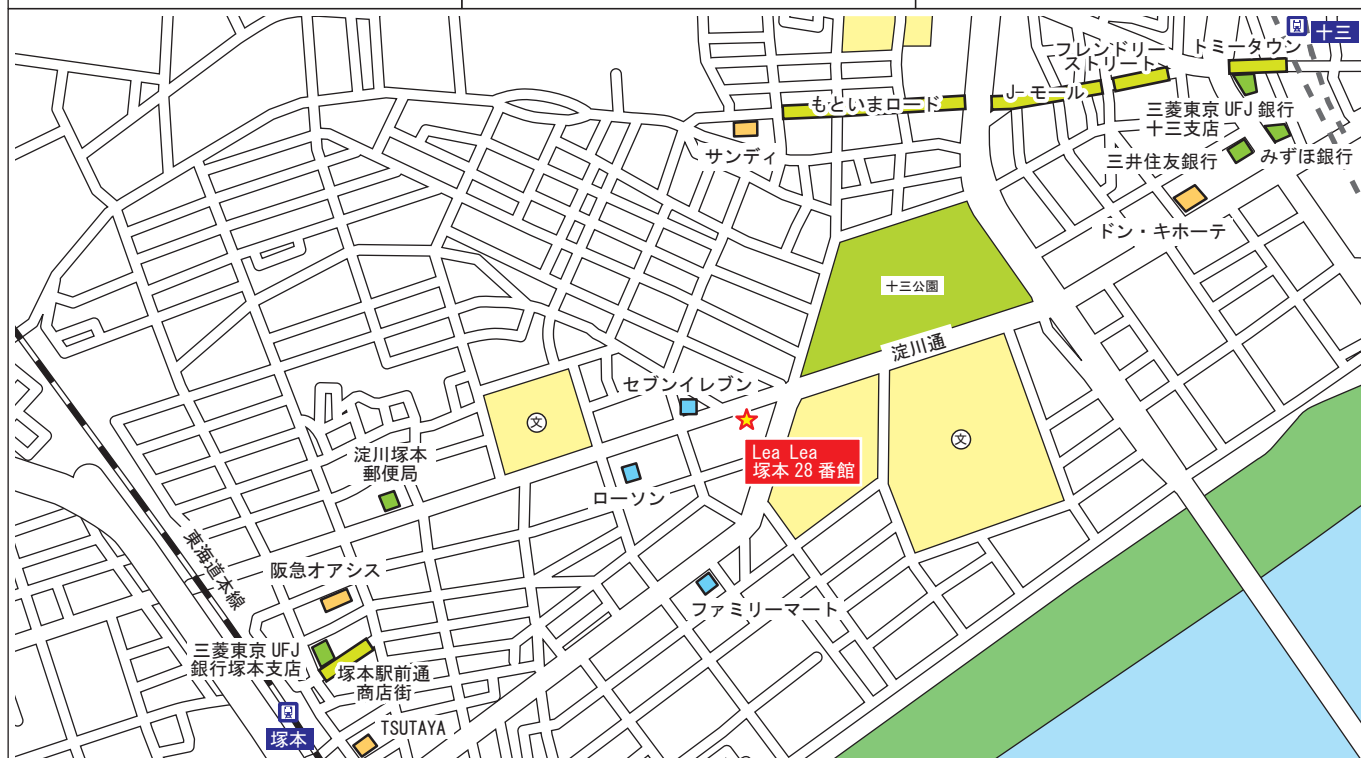 十三
トミータウン
フレンドリー
ストリート
J-モール
もといまロード
三菱東京 UFJ 銀行
十三支店
サンディ
三井住友銀行
みずほ銀行
ドン・キホーテ
十三公園
淀川通
セブンイレブン
文
文
Lea Lea
塚本 28 番館
淀川塚本
郵便局
ローソン
東海道本線
阪急オアシス
ファミリーマート
三菱東京 UFJ
銀行塚本支店
塚本駅前通
商店街
TSUTAYA
塚本